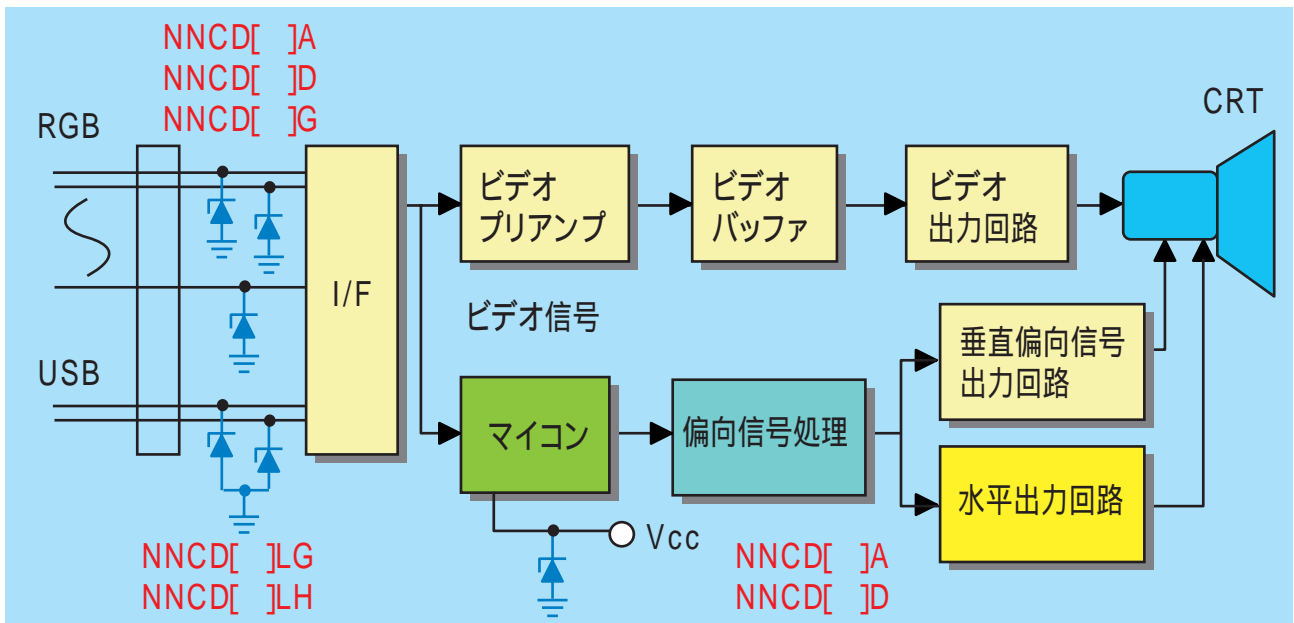 NNCD[ ]A
NNCD[ ]D
NNCD[ ]G
RGB
CRT
I/F
ビデオ
プリアンプ
ビデオ
バッファ
ビデオ
出力回路
ビデオ信号
垂直偏向信号
出力回路
USB
マイコン
偏向信号処理
水平出力回路
Vcc
NNCD[ ]LG
NNCD[ ]LH
NNCD[ ]A
NNCD[ ]D